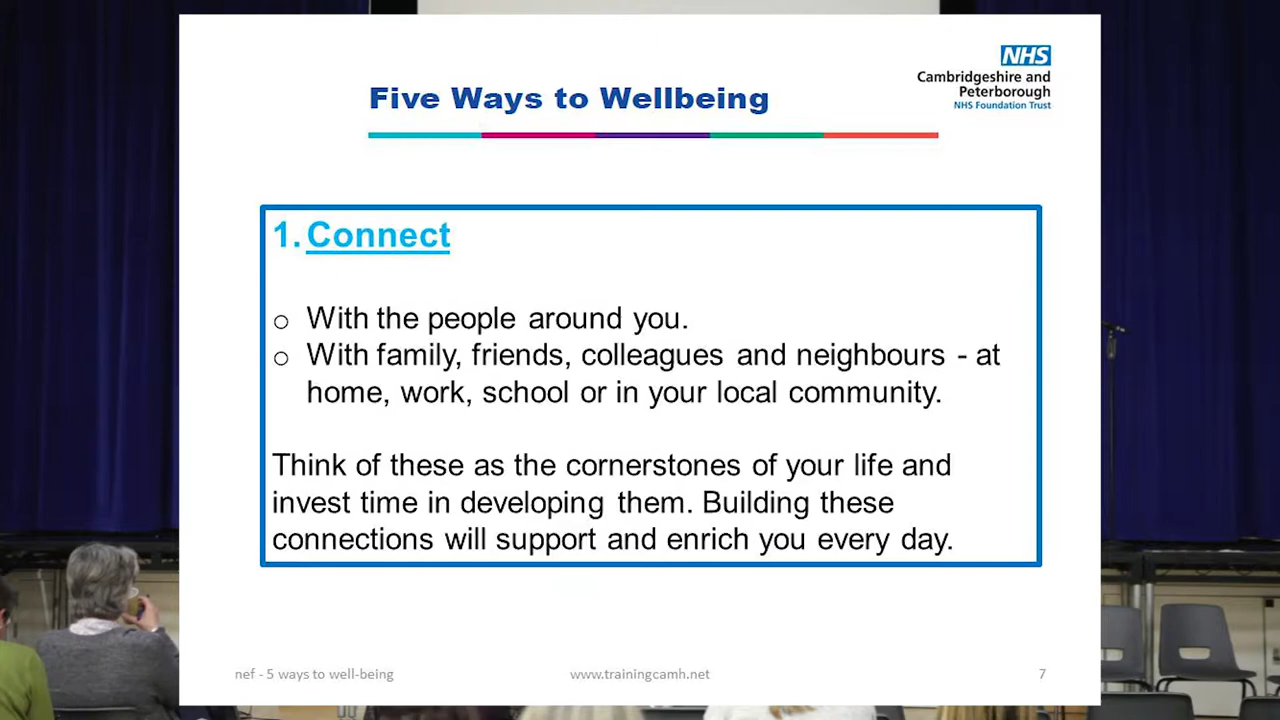 NHS
Cambridgeshire and
Peterborough
NHS Foundation Trust
Five Ways to Wellbeing
1. Connect
o With the people around you.
o With family, friends, colleagues and neighbours - at
home, work, school or in your local community.
Think of these as the cornerstones of your life and
invest time in developing them. Building these
connections will support and enrich you every day.
nef - 5 ways to well-being
www.trainingcamh.net
7